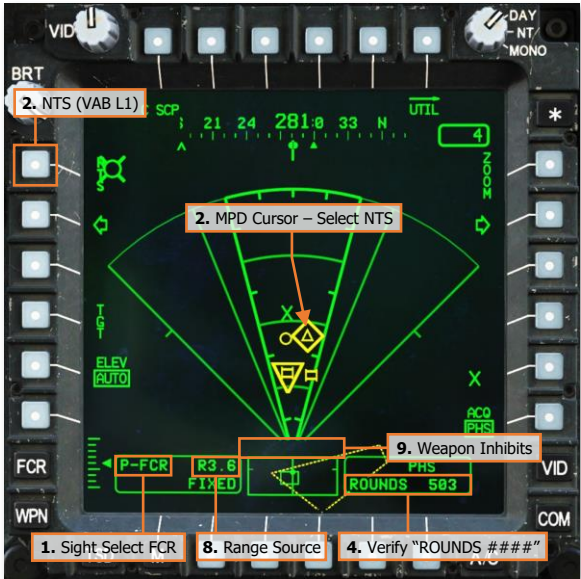 VID
DAY
NT
MONO
BRT
2. NTS (VAB L1)
C SCP
UTIL
21 24 281:0 33 N
4
*
NTS
ZOOM
2. MPD Cursor – Select NTS
X
TGT
ELEV
AUTO
X
ACQ
PHS
9. Weapon Inhibits
FCR
P-FCR R3.6
PHS
VID
FIXED
ROUNDS 503
WPN
COM
1. Sight Select FCR
8. Range Source
4. Verify "ROUNDS ####"
A/C